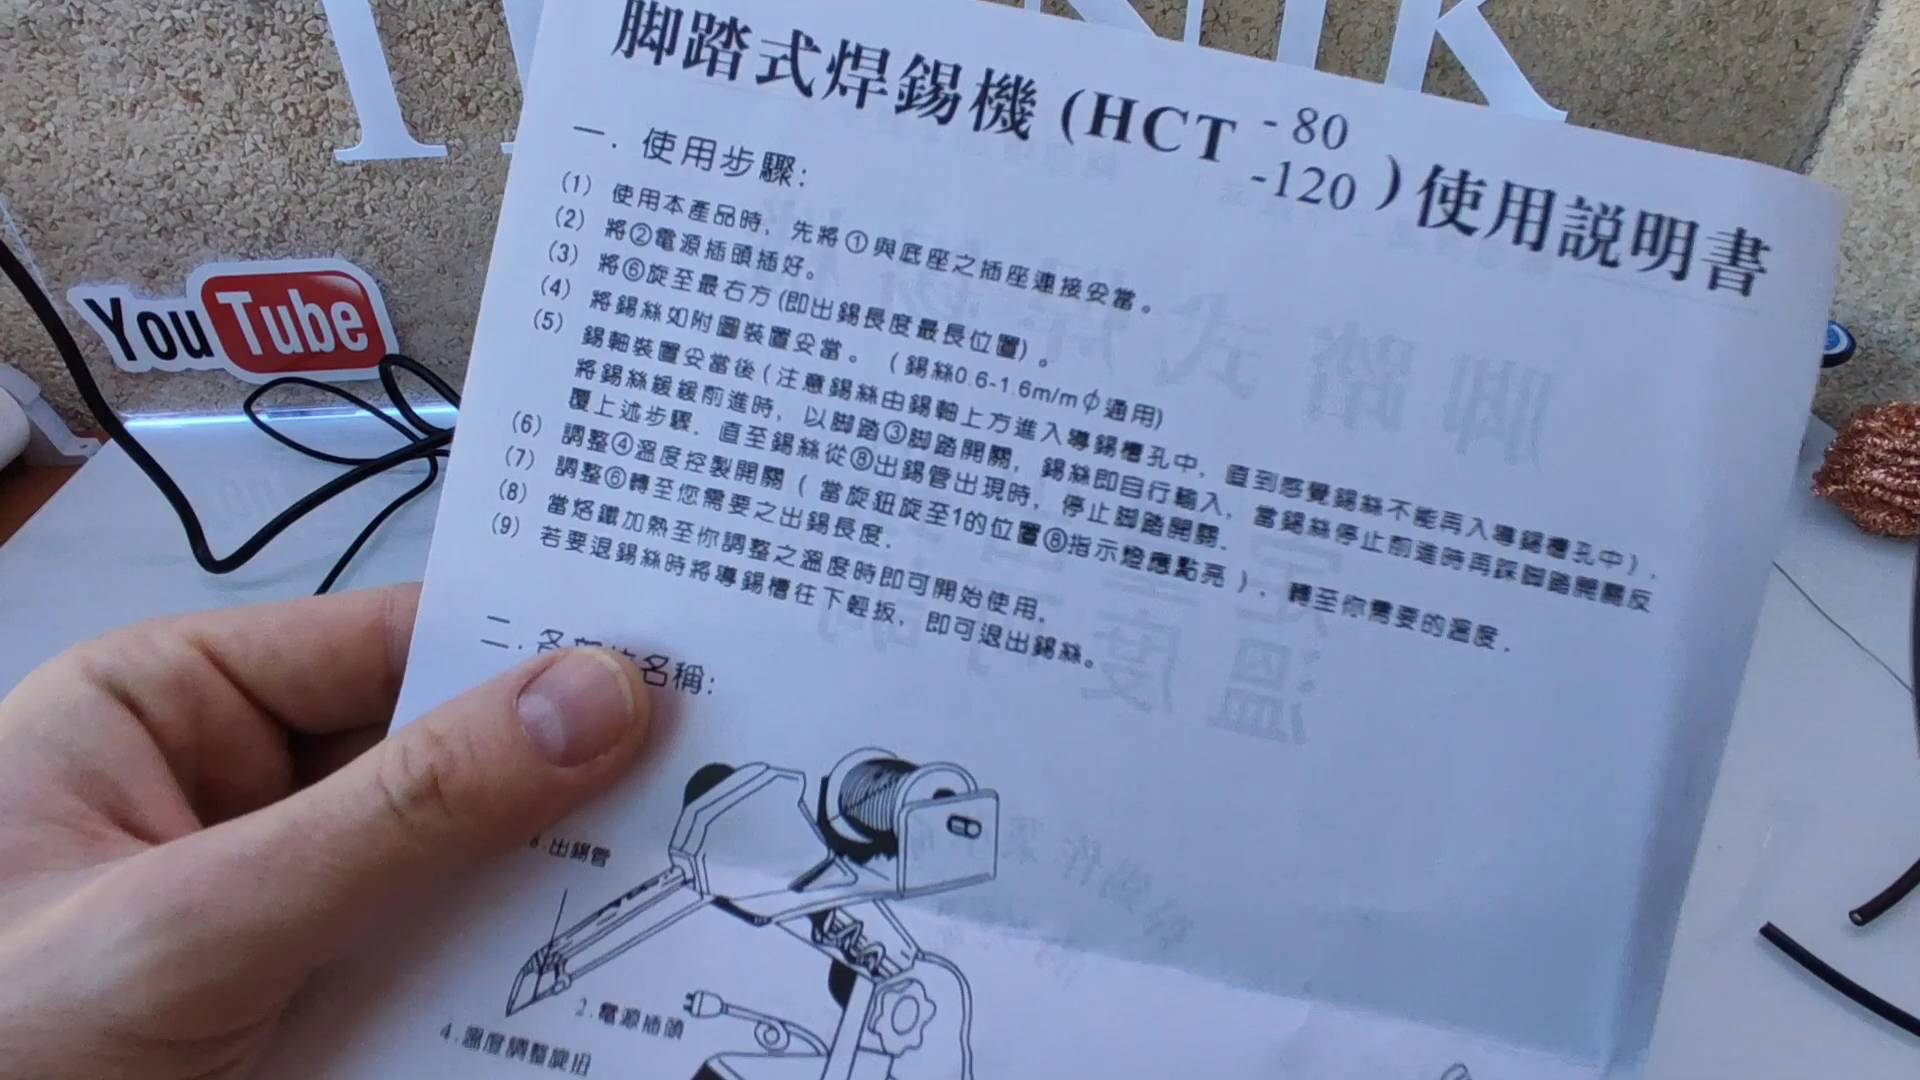 脚踏式焊錫機(HCT -80 -120)使用説明書
一. 使用步驟:
(1) 使用本產品時, 先將①與底座之插座連接妥當。
(2) 將②電源插頭插好。
(3) 將⑥旋至最右方(即出錫長度最長位置)。
(4) 將錫絲如附圖裝置妥當。(錫絲0.6-1.6m/mφ通用)
(5) 錫軸裝置妥當後(注意錫絲由錫軸上方進入導錫槽孔中, 直到感覺錫絲不能再入導錫槽孔中).
將錫絲緩緩前進時, 以脚踏③脚踏開關, 錫絲即自行輸入, 當錫絲停止前進時再踩脚踏開關反
覆上述步驟. 直至錫絲從⑧出錫管出現時, 停止脚踏開關.
(6) 調整④溫度控製開關(當旋鈕旋至1的位置⑧指示燈應點亮). 轉至你需要的溫度.
(7) 調整⑥轉至您需要之出錫長度.
(8) 當烙鐵加熱至你調整之溫度時即可開始使用.
(9) 若要退錫絲時將導錫槽往下輕扳, 即可退出錫絲。
二. 各 名稱:
8.出錫管
2.電源插頭
4.溫度調整旋扭
YouTube